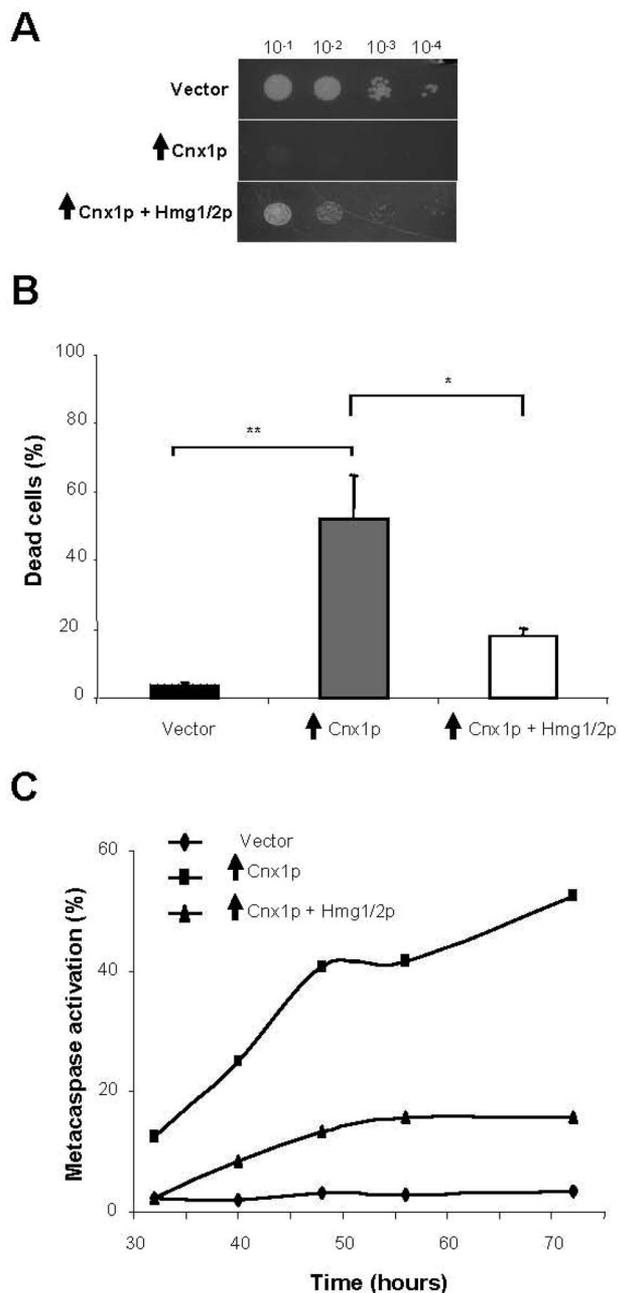 A
10-1 10-2 10-3 10-4
Vector
Cnx1p
Cnx1p + Hmg1/2p
B
100
80
60
40
20
0
Dead cells (%)
**
*
Vector
Cnx1p
Cnx1p + Hmg1/2p
C
Vector
Cnx1p
Cnx1p + Hmg1/2p
60
40
20
0
Metacaspase activation (%)
30 40 50 60 70
Time (hours)